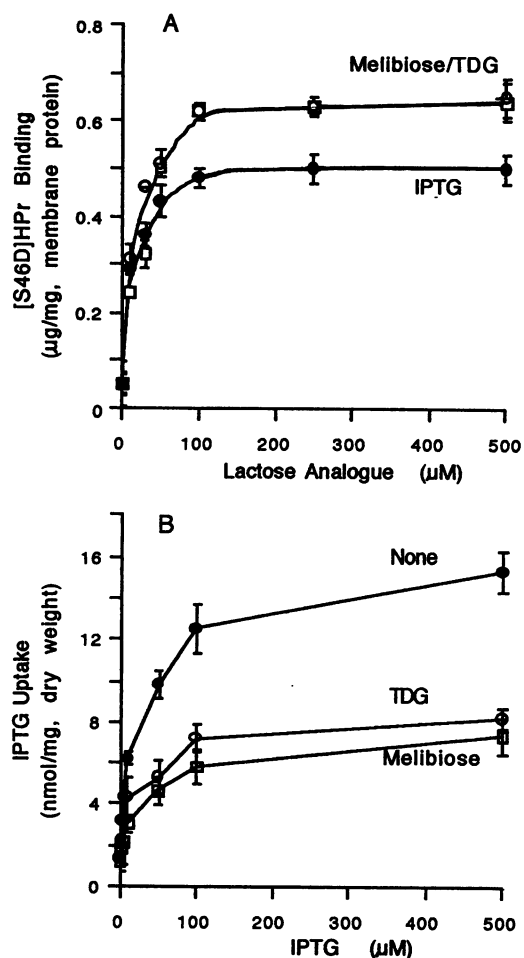 A
0.8
0.6
0.4
0.2
0
[S46D]HPr Binding
(µg/mg, membrane protein)
Melibiose/TDG
IPTG
0 100 200 300 400 500
Lactose Analogue (µM)
B
16
12
8
4
0
IPTG Uptake
(nmol/mg, dry weight)
None
TDG
Melibiose
0 100 200 300 400 500
IPTG (µM)